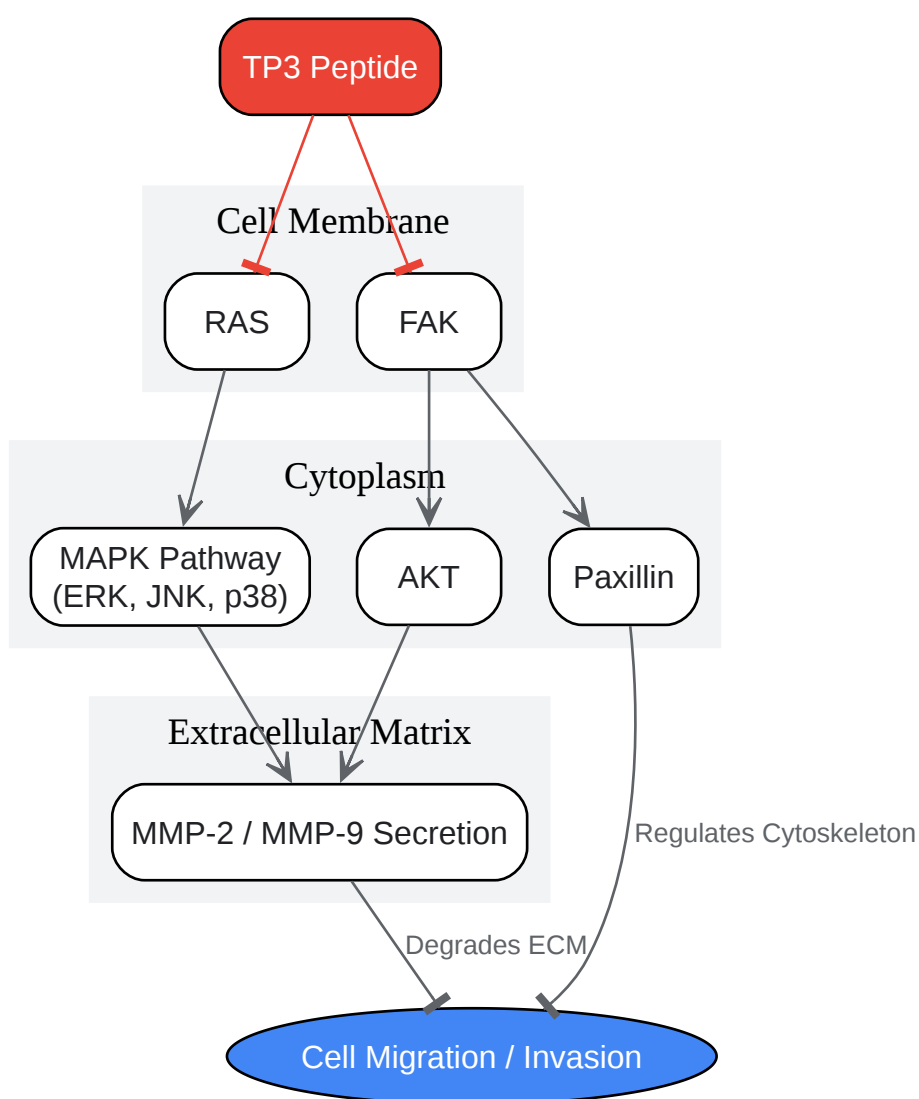 TP3 Peptide
Cell Membrane
RAS
FAK
Cytoplasm
MAPK Pathway
(ERK, JNK, p38)
AKT
Paxillin
Extracellular Matrix
MMP-2 / MMP-9 Secretion
Regulates Cytoskeleton
Degrades ECM
Cell Migration / Invasion